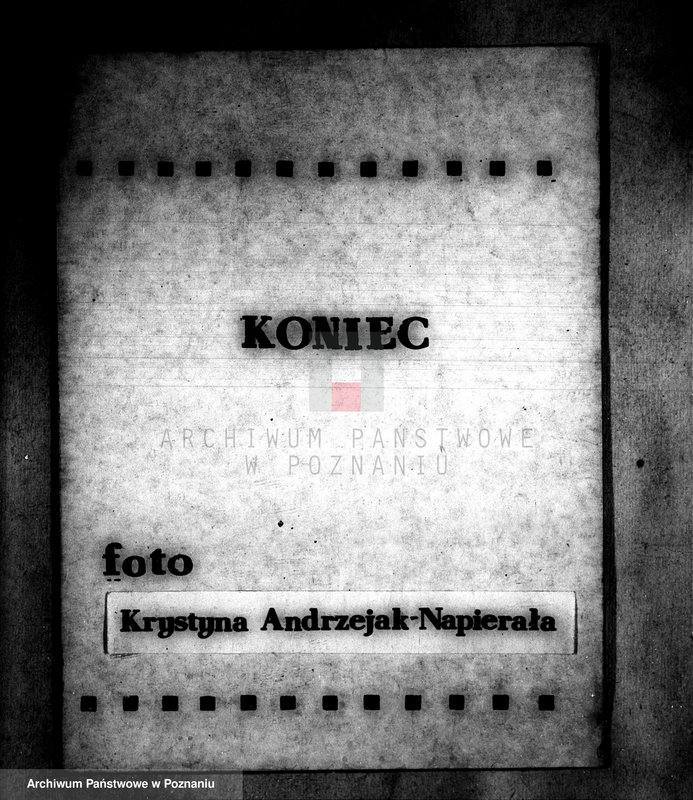 KONIEC
ARCHIWUM PAŃSTWOWE
W POZNANIU
foto
Krystyna Andrzejak-Napierała
Archiwum Państwowe w Poznaniu